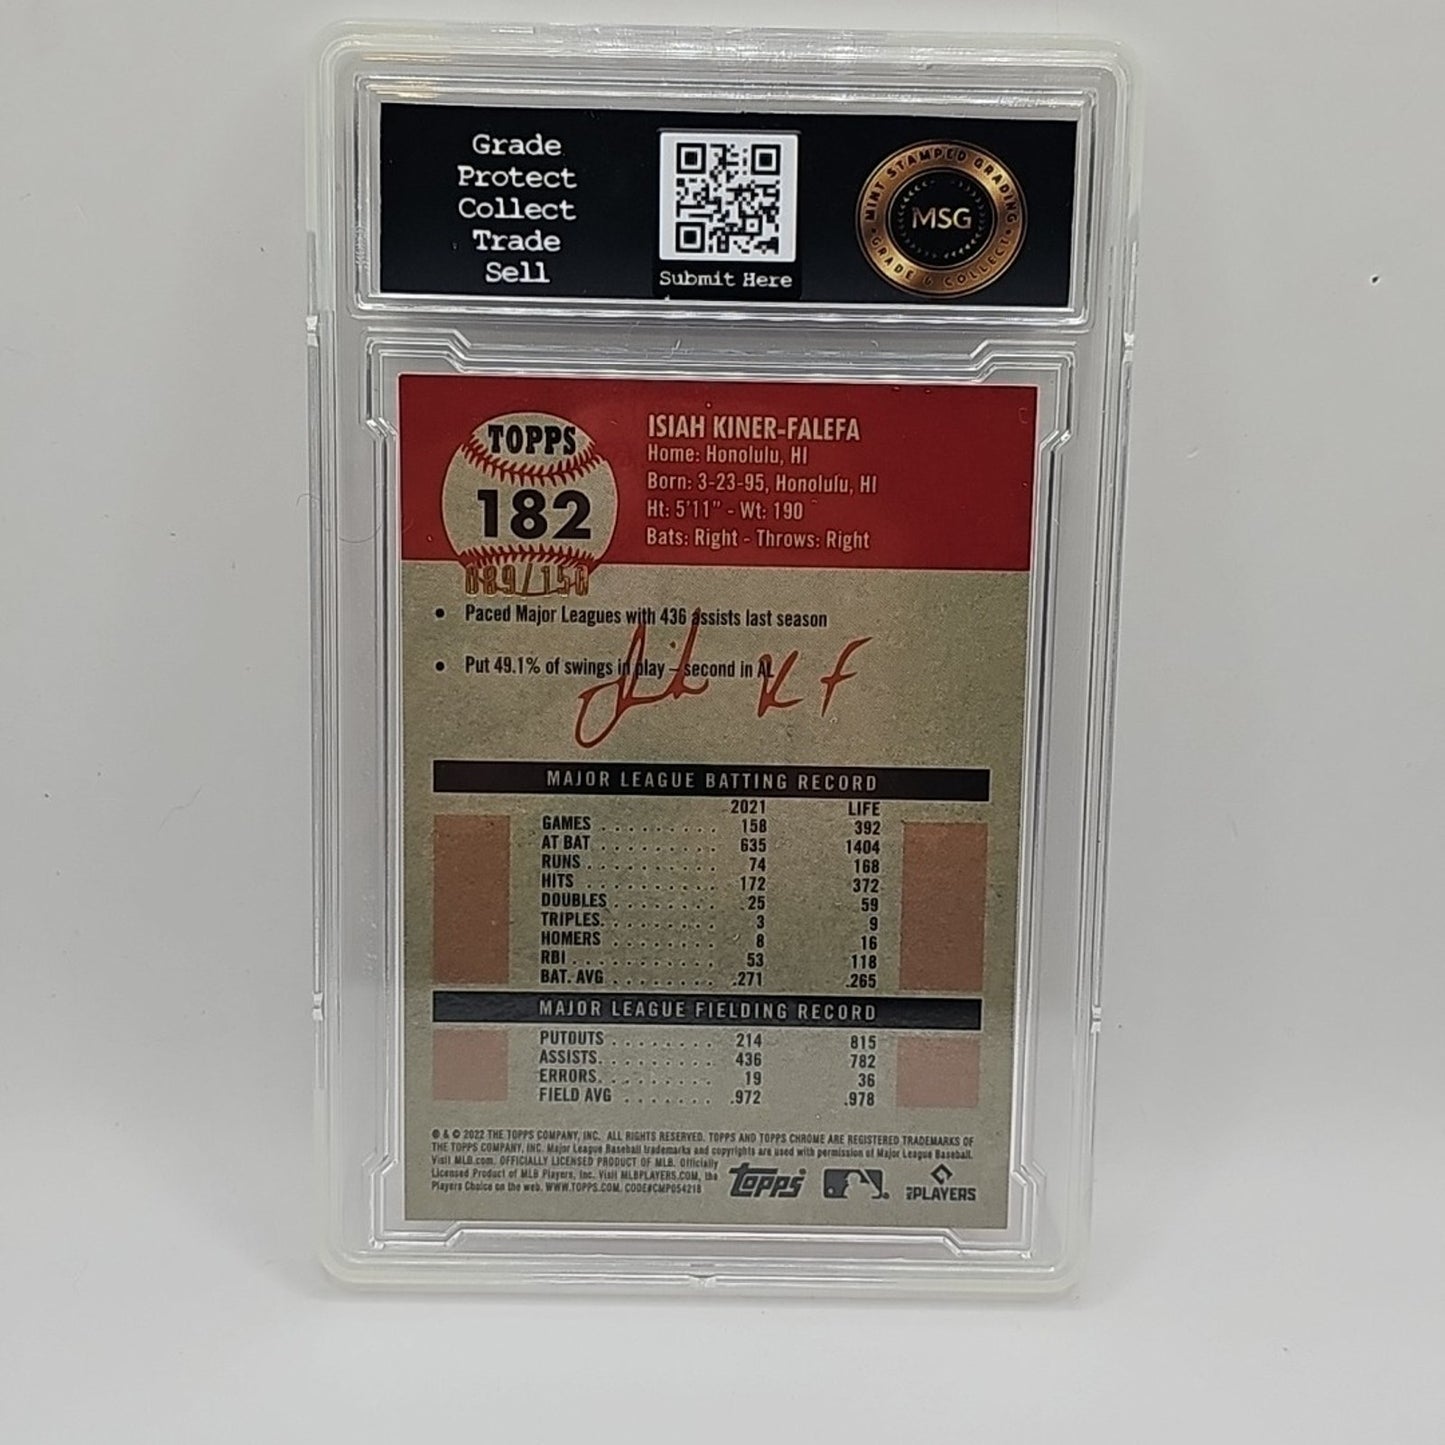 Grade
Protect
Collect
Trade
Sell
Submit Here
MINT STAMPED GRADING
MSG
GRADE & COLLECT
TOPPS
182
089/150
ISIAH KINER-FALEFA
Home: Honolulu, HI
Born: 3-23-95, Honolulu, HI
Ht: 5'11" - Wt: 190
Bats: Right - Throws: Right
• Paced Major Leagues with 436 assists last season
• Put 49.1% of swings in play – second in AL
MAJOR LEAGUE BATTING RECORD
2021 LIFE
GAMES . . . . . . . . . 158 392
AT BAT . . . . . . . . . 635 1404
RUNS . . . . . . . . . 74 168
HITS . . . . . . . . . 172 372
DOUBLES . . . . . . . . 25 59
TRIPLES. . . . . . . . . 3 9
HOMERS . . . . . . . . 8 16
RBI . . . . . . . . . . . 53 118
BAT. AVG . . . . . . . . .271 .265
MAJOR LEAGUE FIELDING RECORD
PUTOUTS . . . . . . . . 214 815
ASSISTS. . . . . . . . . 436 782
ERRORS. . . . . . . . . 19 36
FIELD AVG . . . . . . . .972 .978
® & © 2022 THE TOPPS COMPANY, INC. ALL RIGHTS RESERVED. TOPPS AND TOPPS CHROME ARE REGISTERED TRADEMARKS OF
THE TOPPS COMPANY, INC. Major League Baseball trademarks and copyrights are used with permission of Major League Baseball.
Visit MLB.com. OFFICIALLY LICENSED PRODUCT OF MLB. Officially
Licensed Product of MLB Players, Inc. Visit MLBPLAYERS.COM, the
Players Choice on the web. WWW.TOPPS.COM. CODE#CMP054218
topps
PLAYERS